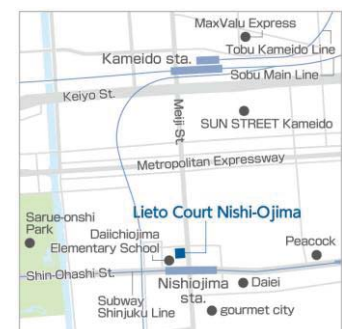 MaxValu Express
Kameido sta.
Tobu Kameido Line
Sobu Main Line
Keiyo St.
Meiji St.
SUN STREET Kameido
Metropolitan Expressway
Sarue-onshi
Park
Lieto Court Nishi-Ojima
Daiichiojima
Elementary School
Peacock
Shin-Ohashi St.
Nishiojima
sta.
Daiei
Subway
Shinjuku Line
gourmet city